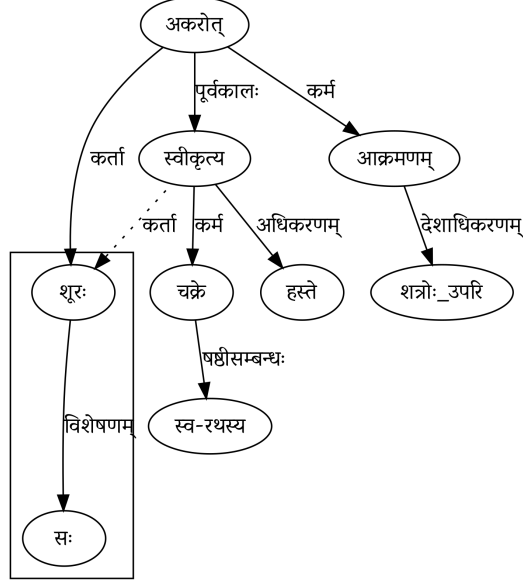 अकरोत्
पूर्वकालः
कर्म
कर्ता
स्वीकृत्य
आक्रमणम्
कर्ता
कर्म
अधिकरणम्
देशाधिकरणम्
शूरः
चक्रे
हस्ते
शत्रोः_उपरि
षष्ठीसम्बन्धः
विशेषणम्
स्व-रथस्य
सः